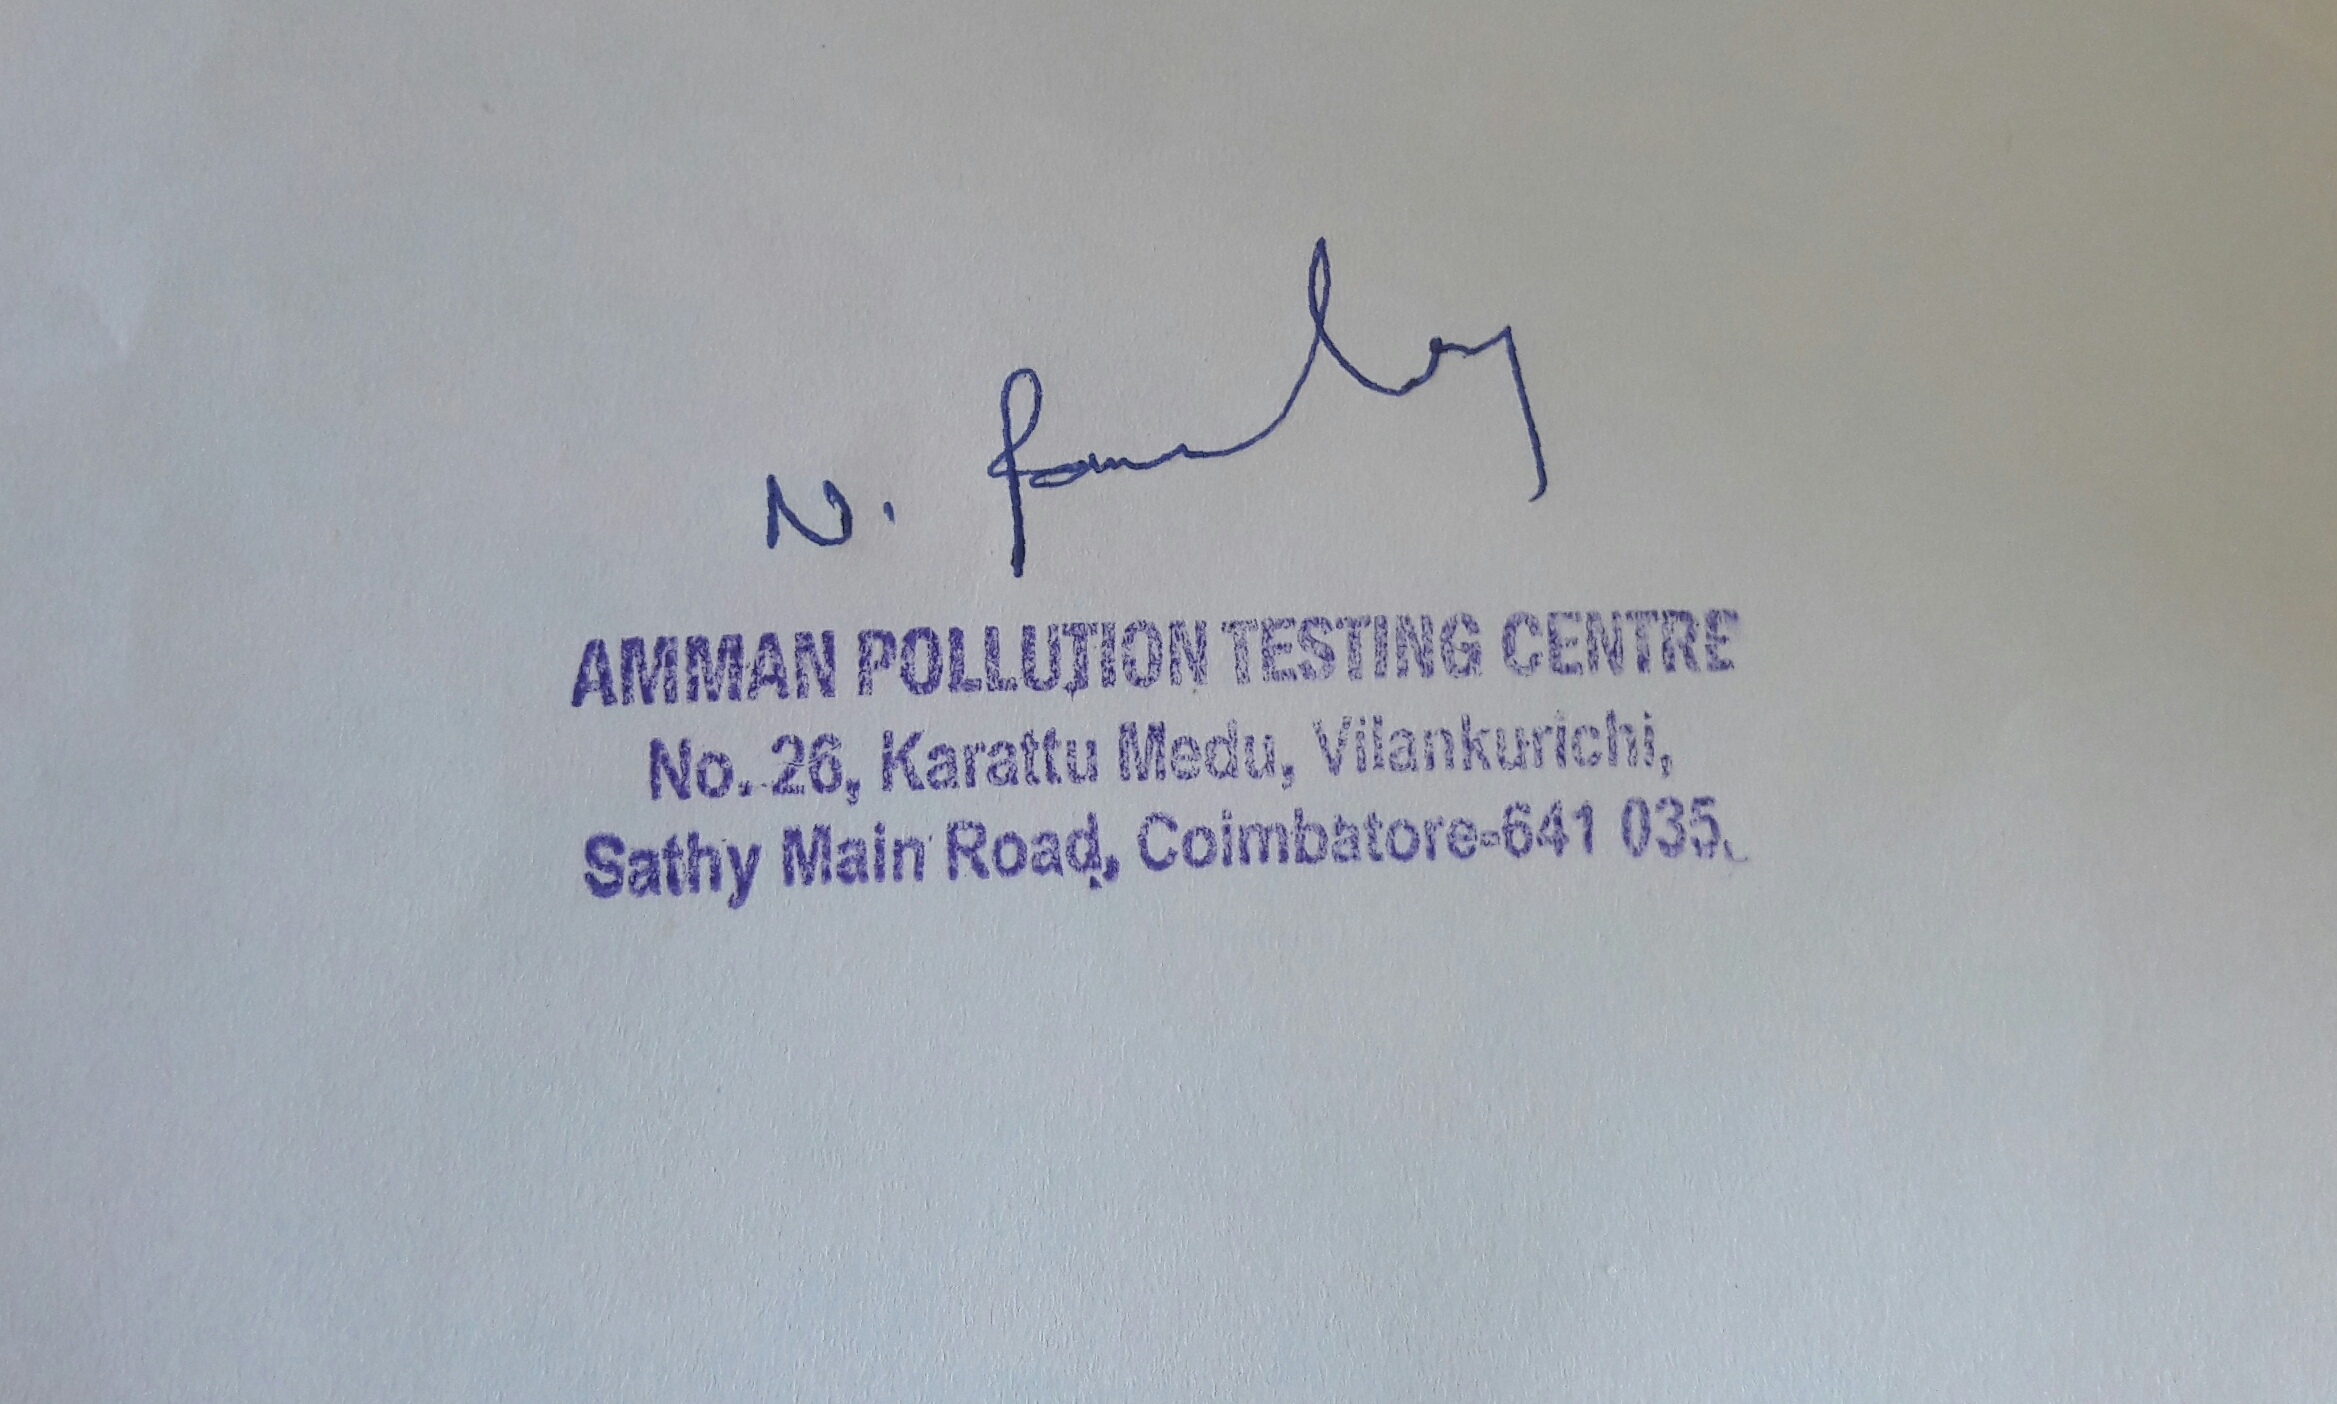 N.
AMMAN POLLUTION TESTING CENTRE
No. 26, Karattu Medu, Vilankurichi,
Sathy Main Road, Coimbatore-641 035.